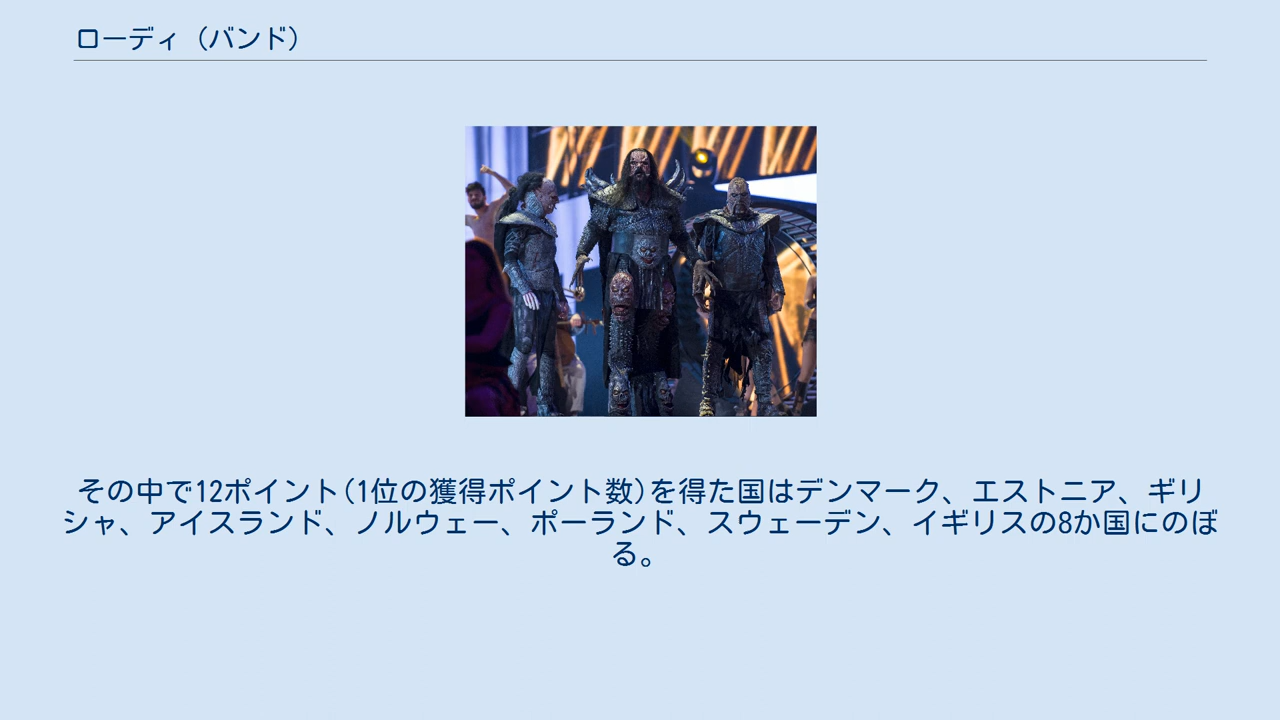 ローディ（バンド）
その中で12ポイント(1位の獲得ポイント数)を得た国はデンマーク、エストニア、ギリ
シャ、アイスランド、ノルウェー、ポーランド、スウェーデン、イギリスの8か国にのぼ
る。